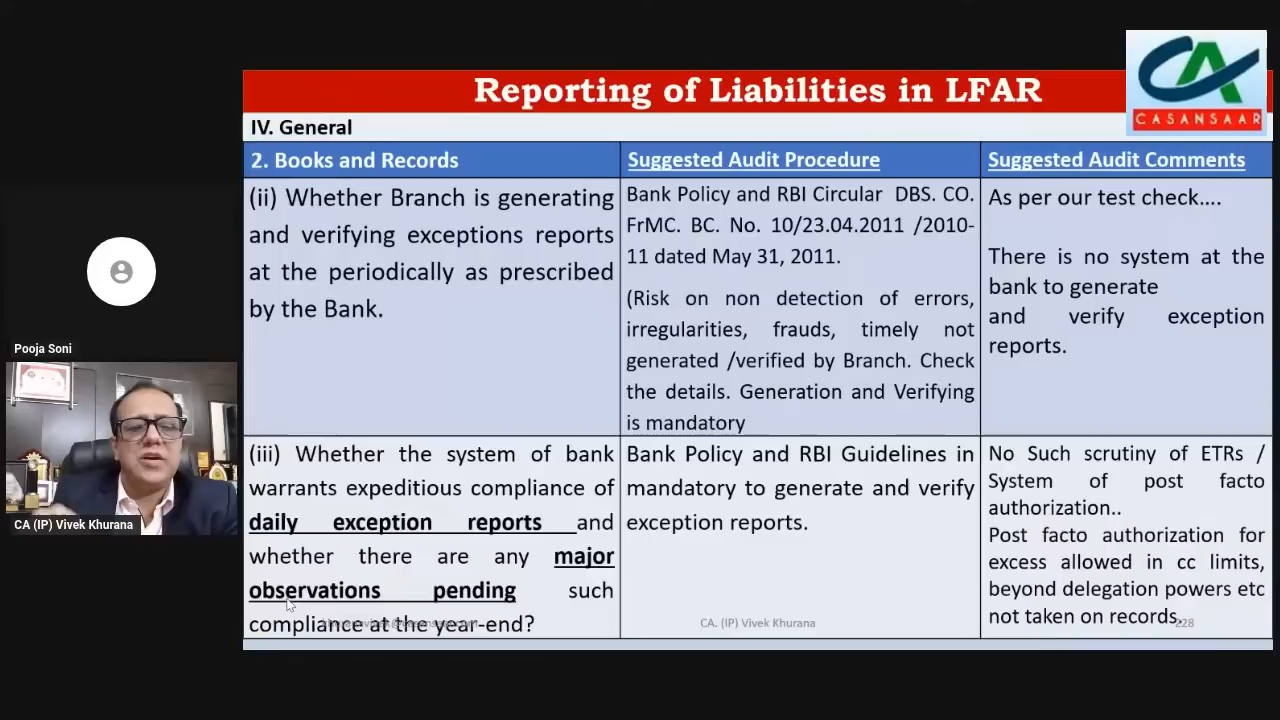 Reporting of Liabilities in LFAR
CASANSAAR
IV. General
2. Books and Records
Suggested Audit Procedure
Suggested Audit Comments
(ii) Whether Branch is generating
and verifying exceptions reports
at the periodically as prescribed
by the Bank.
Bank Policy and RBI Circular DBS. CO.
FrMC. BC. No. 10/23.04.2011 /2010-
11 dated May 31, 2011.
(Risk on non detection of errors,
irregularities, frauds, timely not
generated /verified by Branch. Check
the details. Generation and Verifying
is mandatory
As per our test check....
There is no system at the
bank to generate
and verify exception
reports.
(iii) Whether the system of bank
warrants expeditious compliance of
daily exception reports and
whether there are any major
observations pending such
compliance at the year-end?
Bank Policy and RBI Guidelines in
mandatory to generate and verify
exception reports.
No Such scrutiny of ETRs /
System of post facto
authorization..
Post facto authorization for
excess allowed in cc limits,
beyond delegation powers etc
not taken on records.
CA. (IP) Vivek Khurana
228
Pooja Soni
CA (IP) Vivek Khurana